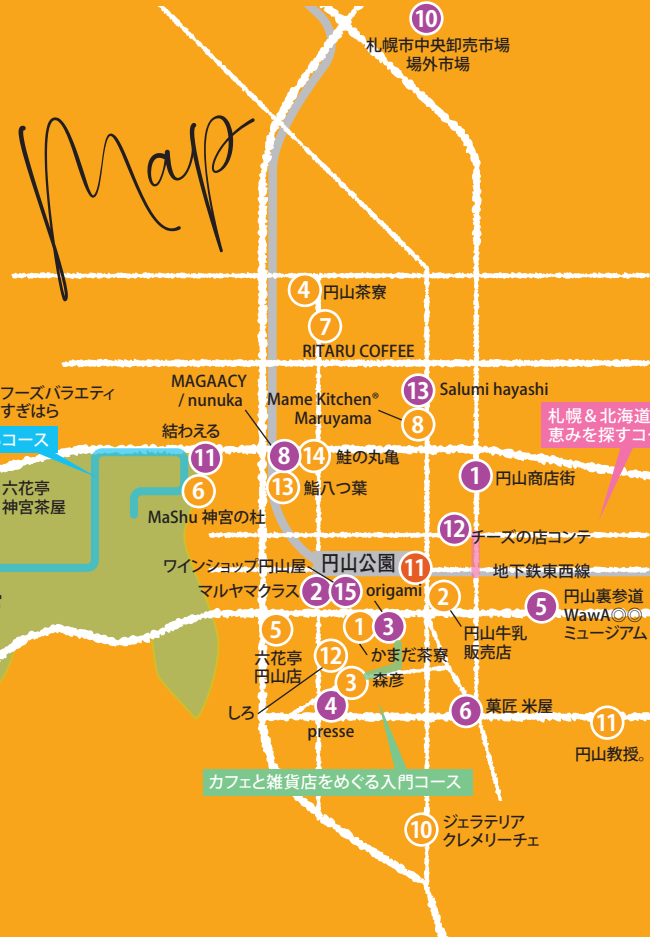 10
札幌市中央卸売市場
場外市場
Map
4 円山茶寮
7
RITARU COFFEE
MAGAACY
/ nunuka
Mame Kitchen®
Maruyama
13 Salumi hayashi
8
フーズバラエティ
すぎはら
コース
札幌＆北海道
恵みを探すコー
結わえる
11
8 14 鮭の丸亀
1 円山商店街
六花亭
神宮茶屋
6
13 鮨八つ葉
MaShu 神宮の杜
12 チーズの店コンテ
ワインショップ円山屋
円山公園 11
地下鉄東西線
マルヤマクラス 2 15 origami
2
5 円山裏参道
WawA◎◎
ミュージアム
円山牛乳
販売店
5
1 3
六花亭
円山店
12 かまだ茶寮
3 森彦
しろ
4
presse
6 菓匠 米屋
11
円山教授。
カフェと雑貨店をめぐる入門コース
10 ジェラテリア
クレメリーチェ